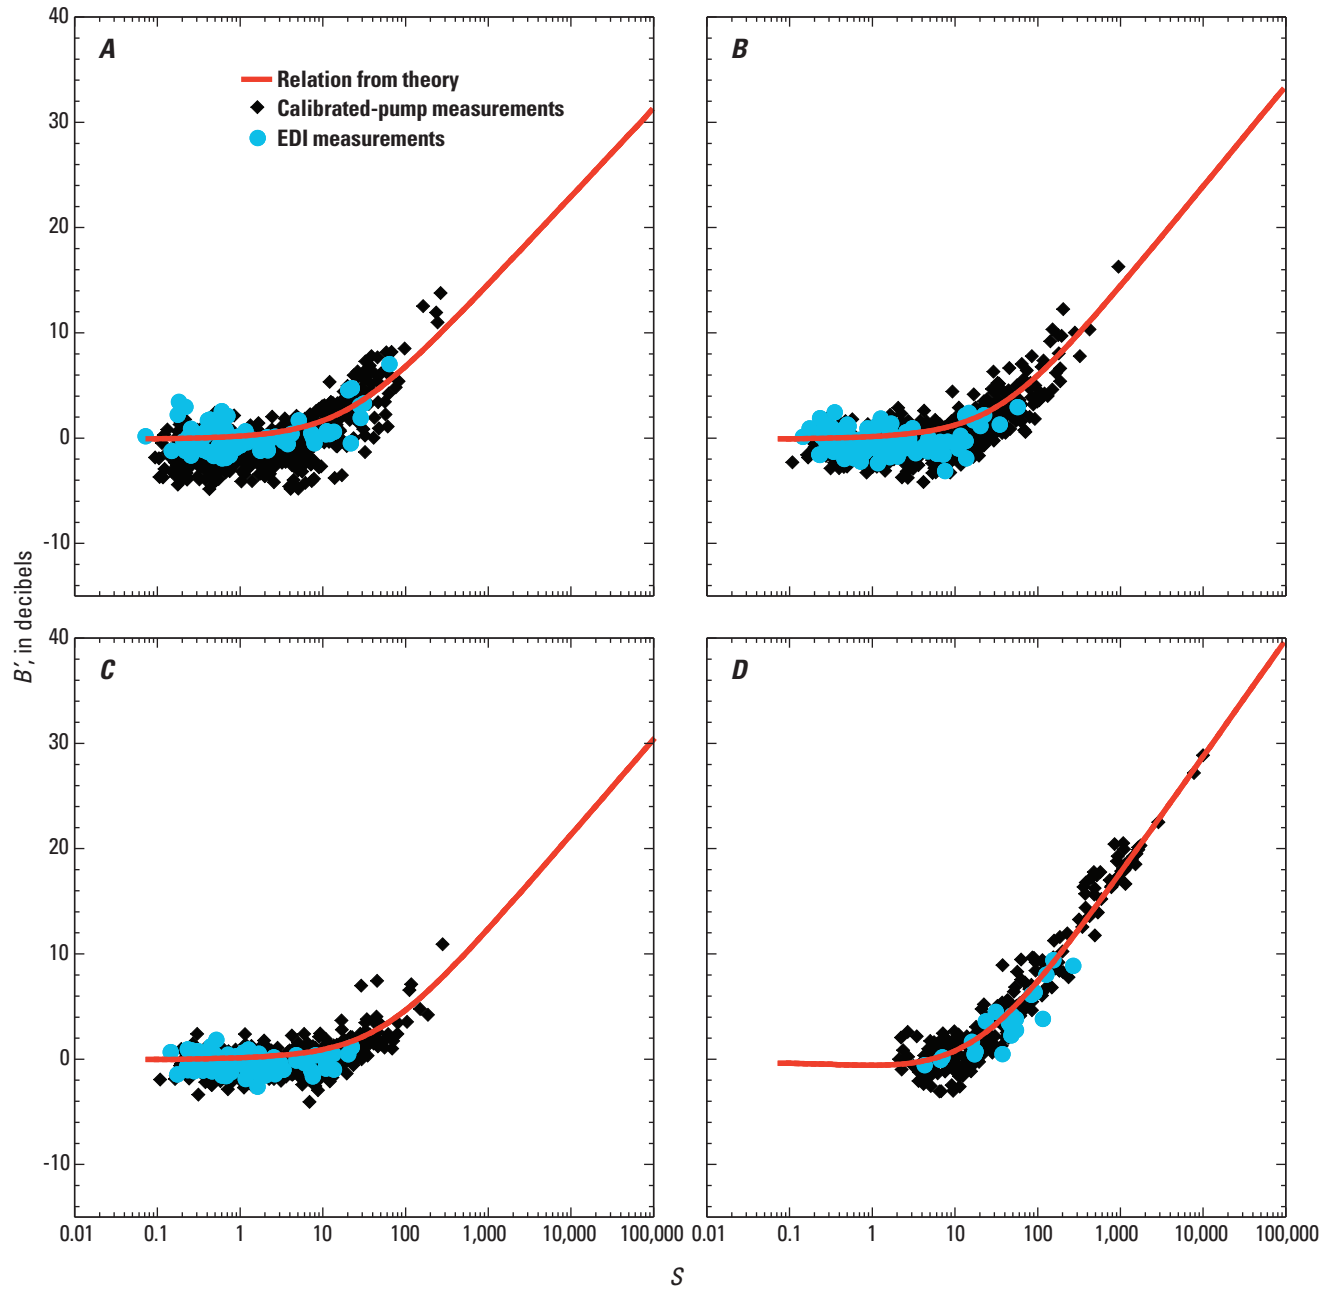 40
30
20
10
0
-10
A
Relation from theory
Calibrated-pump measurements
EDI measurements
B
B′, in decibels
40
30
20
10
0
-10
C
D
0.01 0.1 1 10 100 1,000 10,000 100,000 0.01 0.1 1 10 100 1,000 10,000 100,000
S